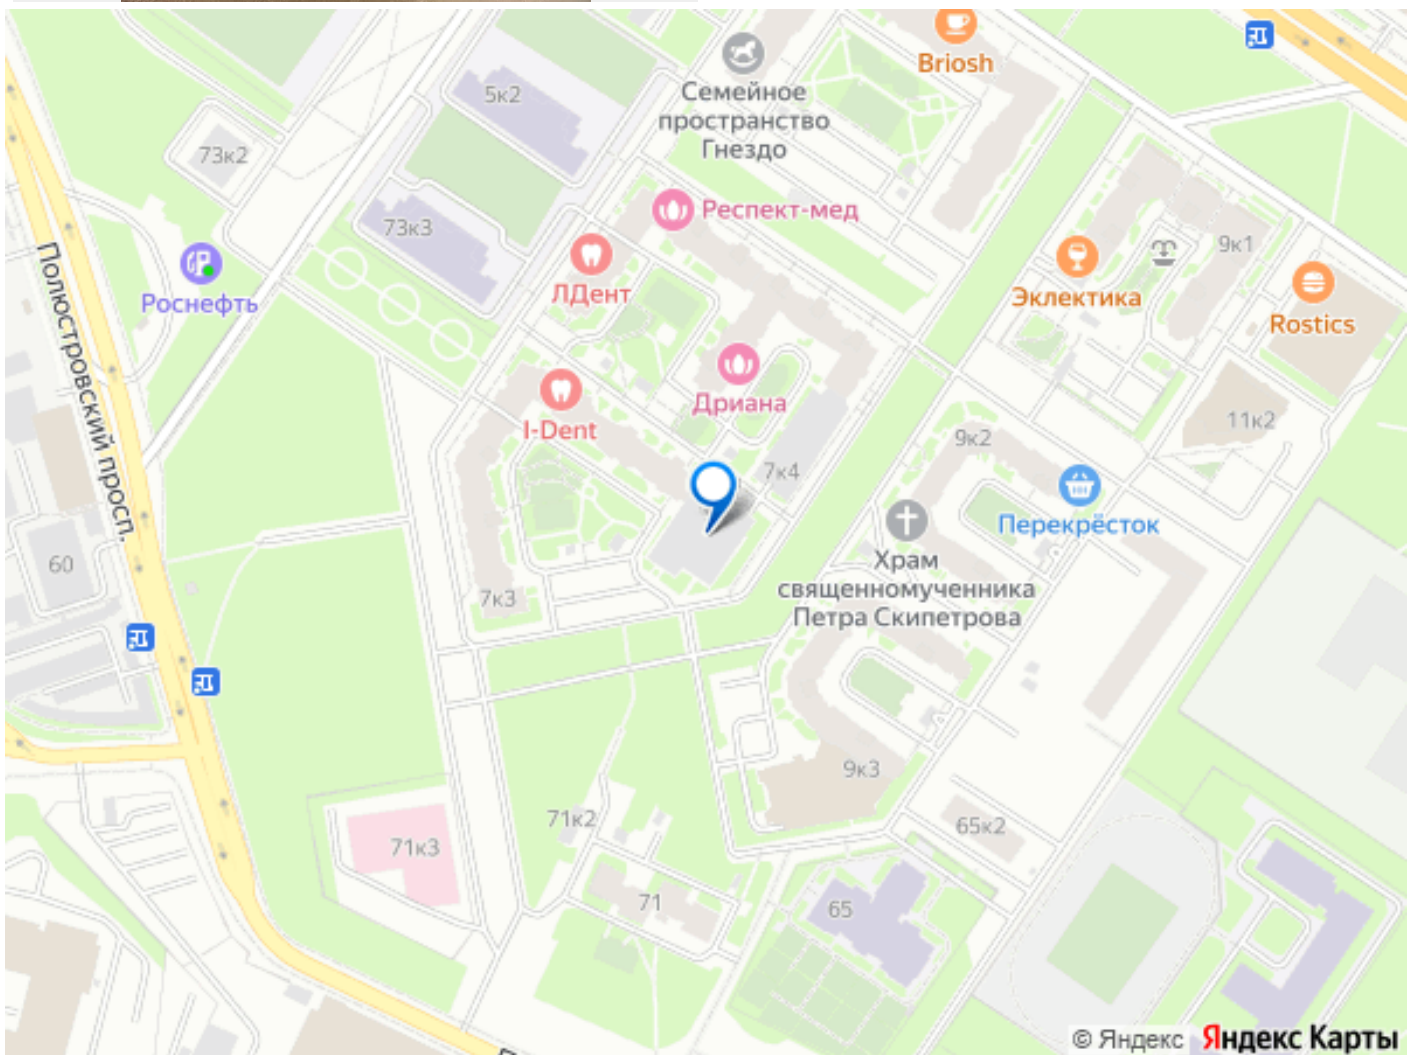 Briosh
Семейное
пространство
Гнездо
5к2
73к2
Респект-мед
73к3
9к1
Роснефть
ЛДент
Эклектика
Rostics
Полюстровский просп.
Дриана
I-Dent
11к2
9к2
7к4
Перекрёсток
60
Храм
священномученника
Петра Скипетрова
7к3
9к3
71к2
65к2
71к3
71
65
© Яндекс Яндекс Карты